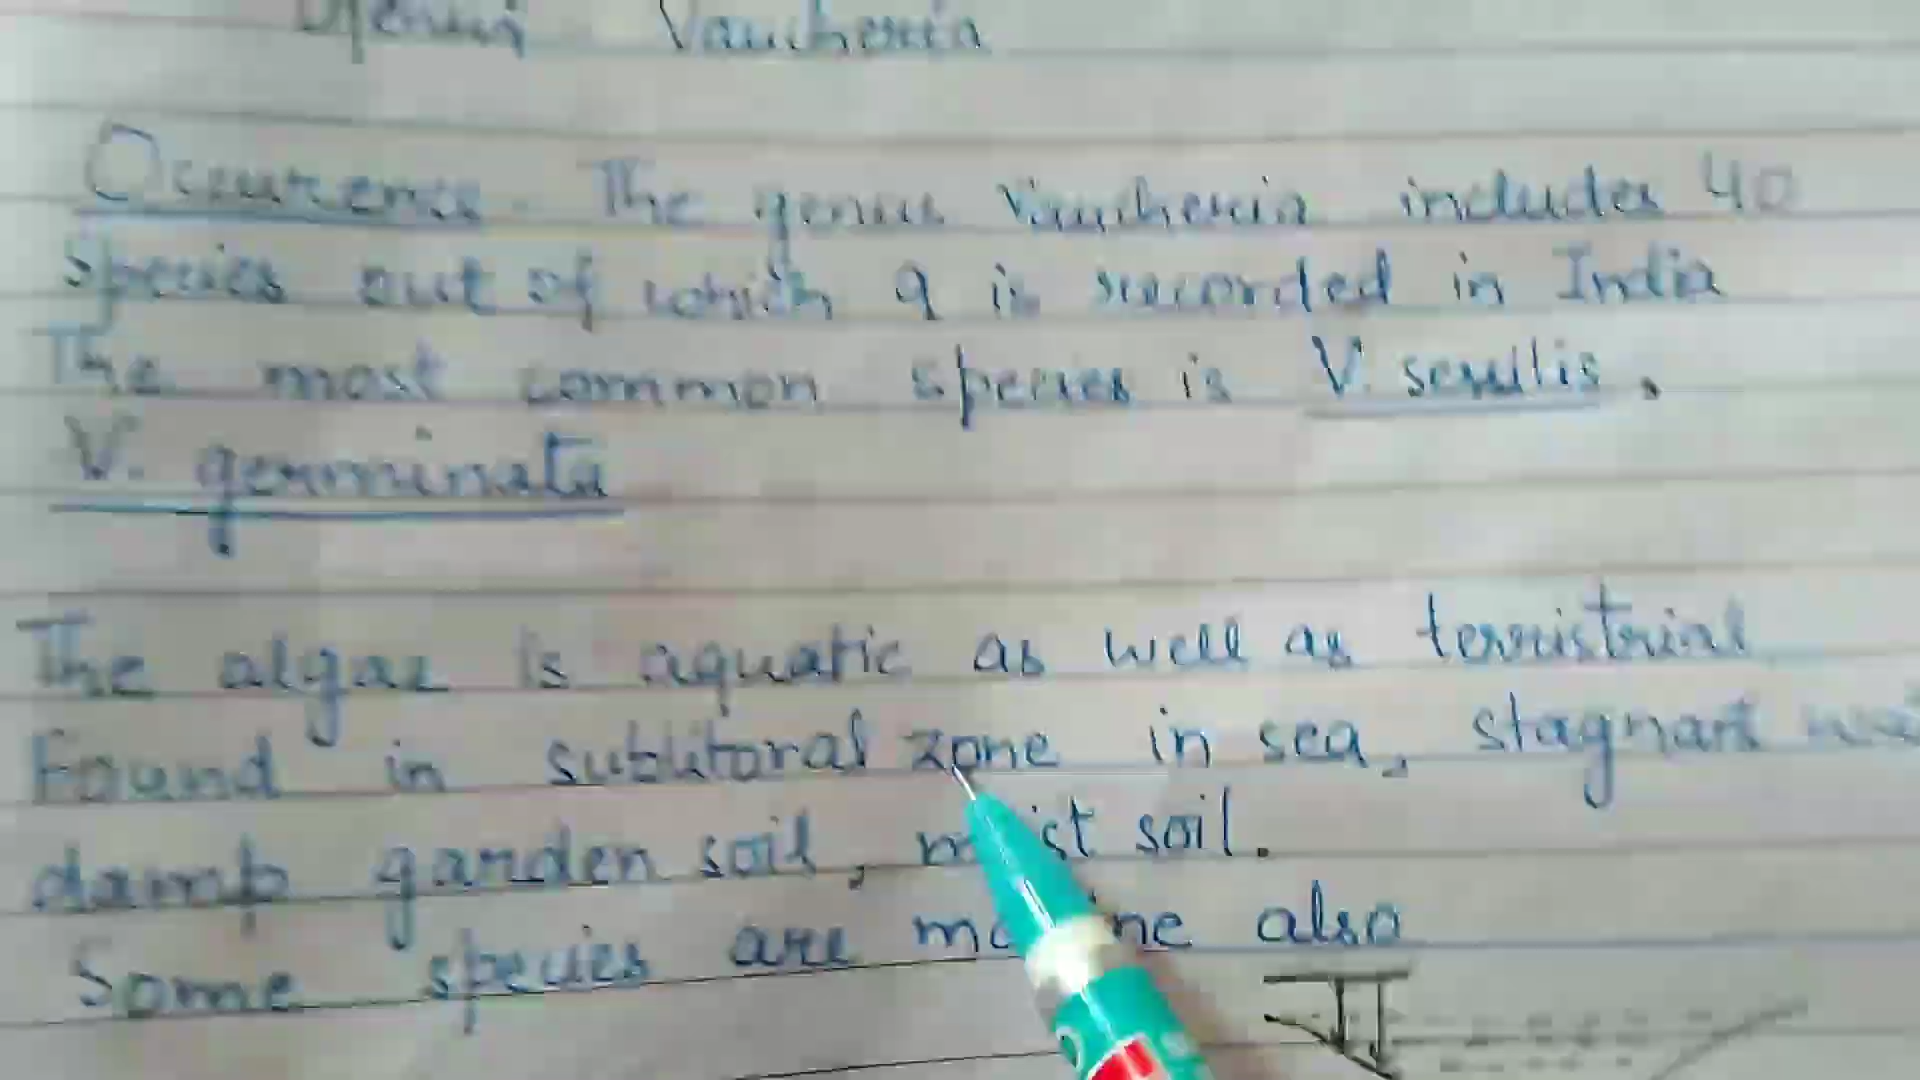 Vaucheria
Occurence - The genus Vaucheria includes 40
species out of which 9 is recorded in India
The most common species is V. sessilis,
V. germinata
The algae is aquatic as well as terristrial
Found in sublitoral zone in sea, stagnant
damp garden soil, moist soil.
Some species are marine also